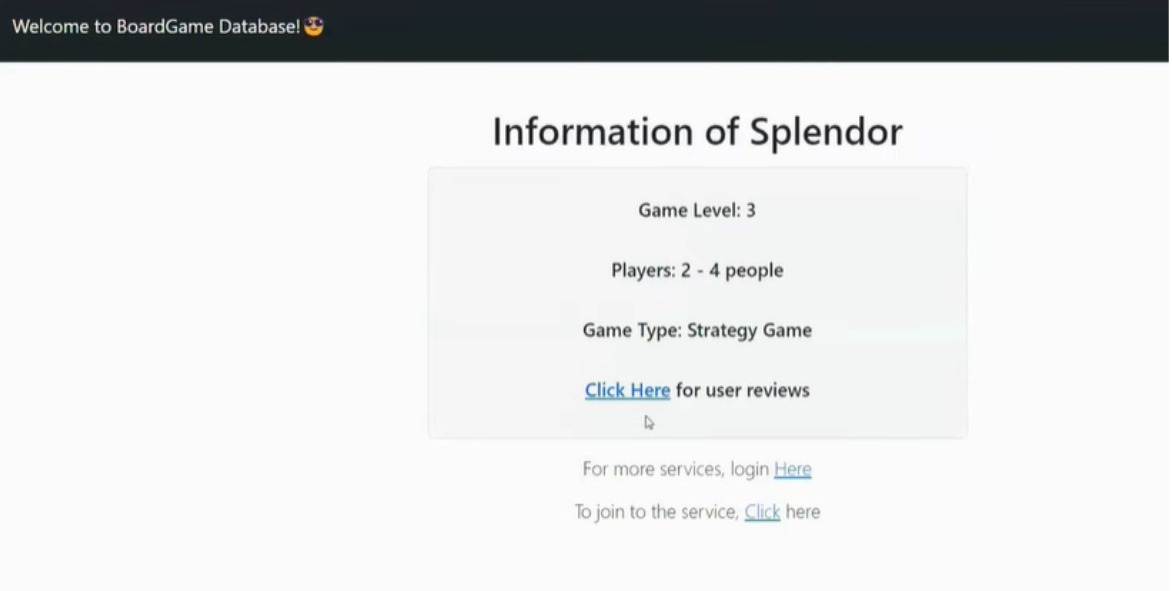 Welcome to BoardGame Database!😎
Information of Splendor
Game Level: 3
Players: 2 - 4 people
Game Type: Strategy Game
Click Here for user reviews
For more services, login Here
To join to the service, Click here